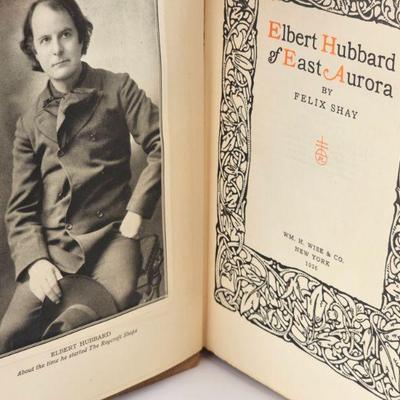 ELBERT HUBBARD
About the time he started The Roycroft Shops
Elbert Hubbard
of East Aurora
BY
FELIX SHAY
WM. H. WISE & CO.
NEW YORK
1926